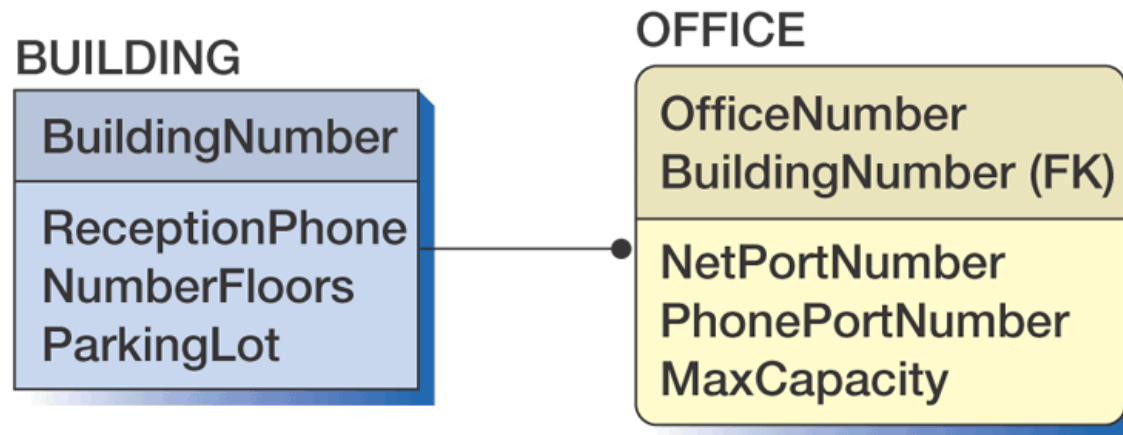 BUILDING
BuildingNumber
ReceptionPhone
NumberFloors
ParkingLot
OFFICE
OfficeNumber
BuildingNumber (FK)
NetPortNumber
PhonePortNumber
MaxCapacity